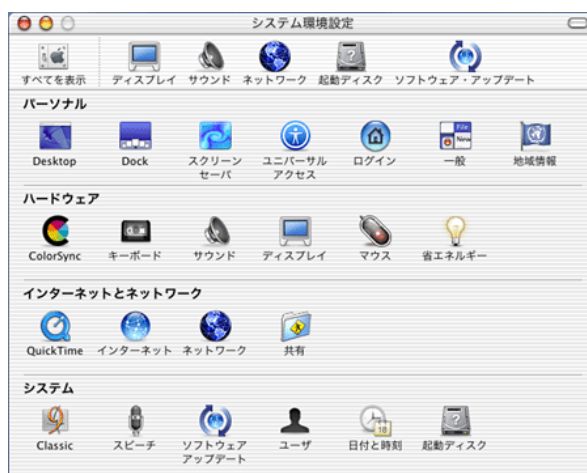 システム環境設定
すべてを表示 ディスプレイ サウンド ネットワーク 起動ディスク ソフトウェア・アップデート
パーソナル
Desktop Dock スクリーン ユニバーサル ログイン 一般 地域情報
セーバ アクセス
ハードウェア
ColorSync キーボード サウンド ディスプレイ マウス 省エネルギー
インターネットとネットワーク
QuickTime インターネット ネットワーク 共有
システム
Classic スピーチ ソフトウェア ユーザ 日付と時刻 起動ディスク
アップデート